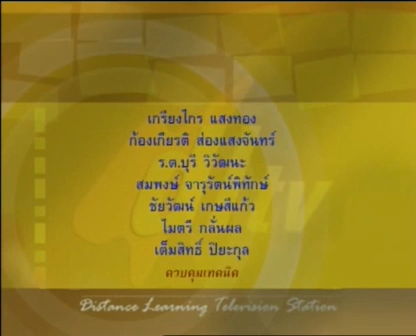 เกรียงไกร แสงทอง
ก้องเกียรติ ส่องแสงจันทร์
ร.ต.บุรี วิวัฒนะ
สมพงษ์ จารุรัตน์พิทักษ์
ชัยวัฒน์ เกษสีแก้ว
ไมตรี กลั่นผล
เต็มสิทธิ์ ปิยะกุล
ควบคุมเทคนิค
Distance Learning Television Station